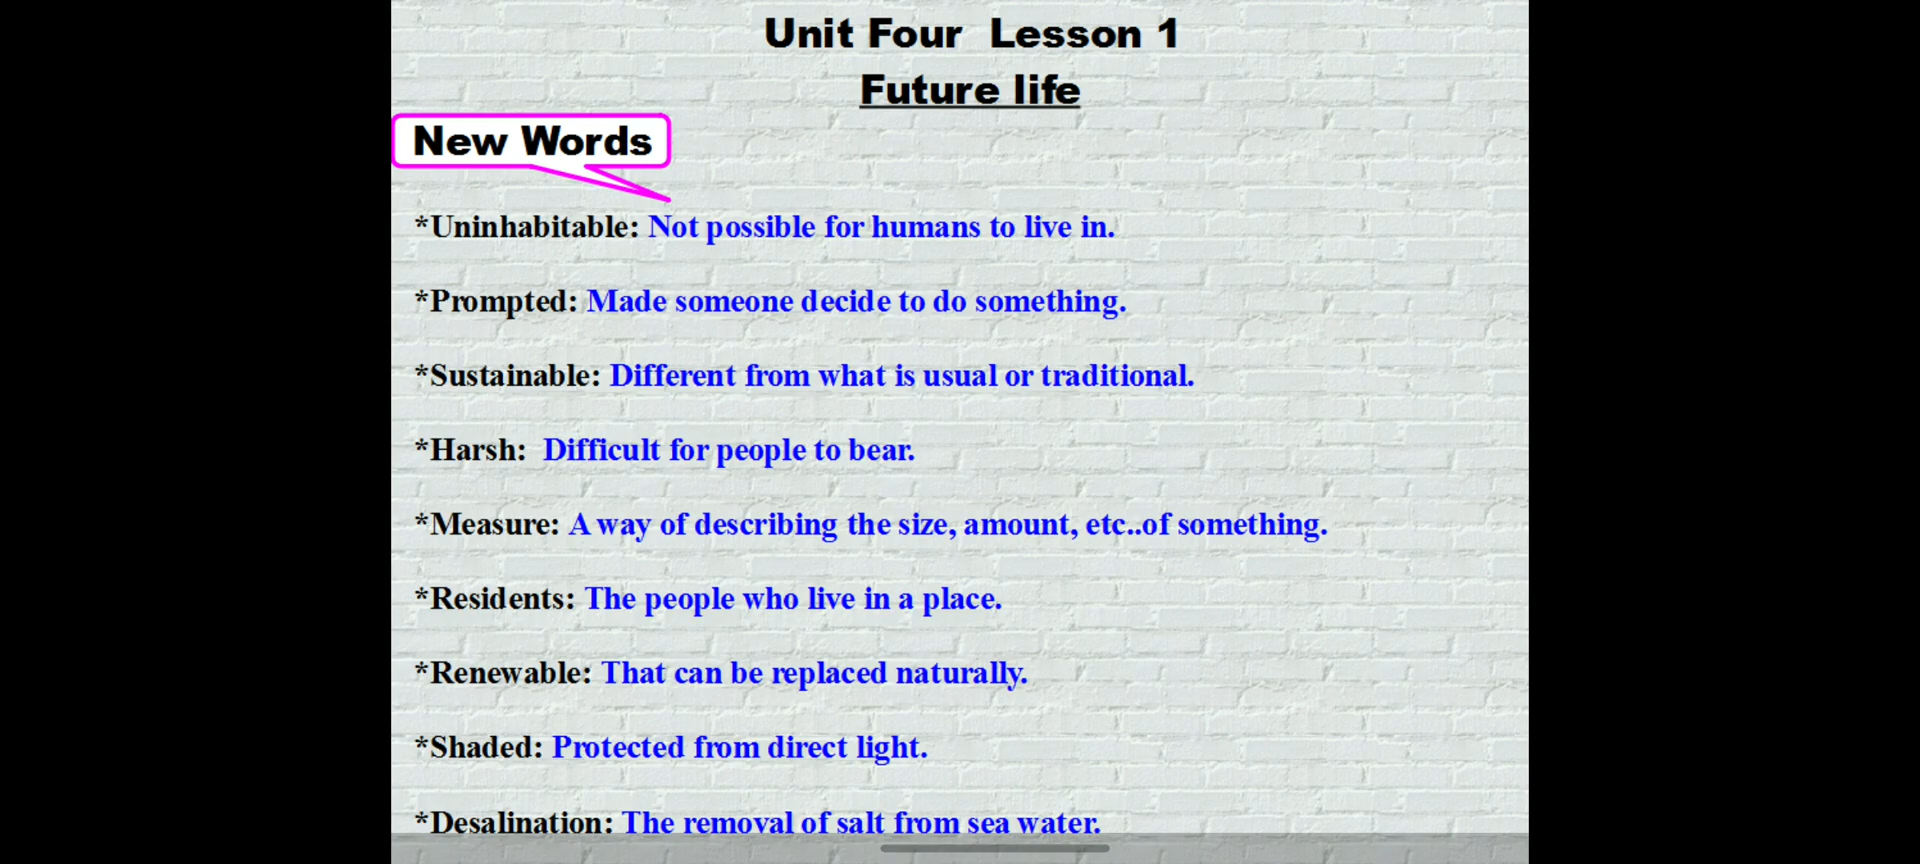 Unit Four Lesson 1
Future life
New Words
*Uninhabitable: Not possible for humans to live in.
*Prompted: Made someone decide to do something.
*Sustainable: Different from what is usual or traditional.
*Harsh: Difficult for people to bear.
*Measure: A way of describing the size, amount, etc..of something.
*Residents: The people who live in a place.
*Renewable: That can be replaced naturally.
*Shaded: Protected from direct light.
*Desalination: The removal of salt from sea water.